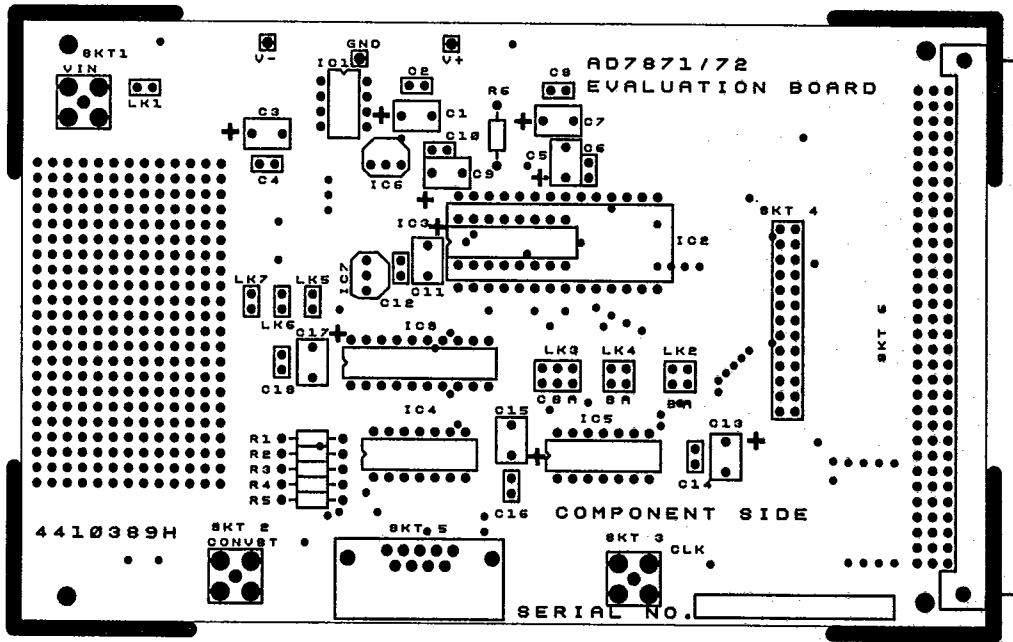 SKT1
VIN
LK1
V-
GND
V+
IC1
C2
C1
C3
C4
C10
C9
IC6
R6
C8
C7
C5
C6
AD7871/72
EVALUATION BOARD
IC3
IC2
SKT 4
SKT 6
LK7
LK6
LK5
IC7
C12
C11
C17
C18
IC8
LK3
CBA
LK4
BA
LK2
BA
IC4
C15
IC5
C13
C14
C16
R1
R2
R3
R4
R5
4410389H
SKT 2
CONVST
SKT 5
COMPONENT SIDE
SKT 3
CLK
SERIAL NO.